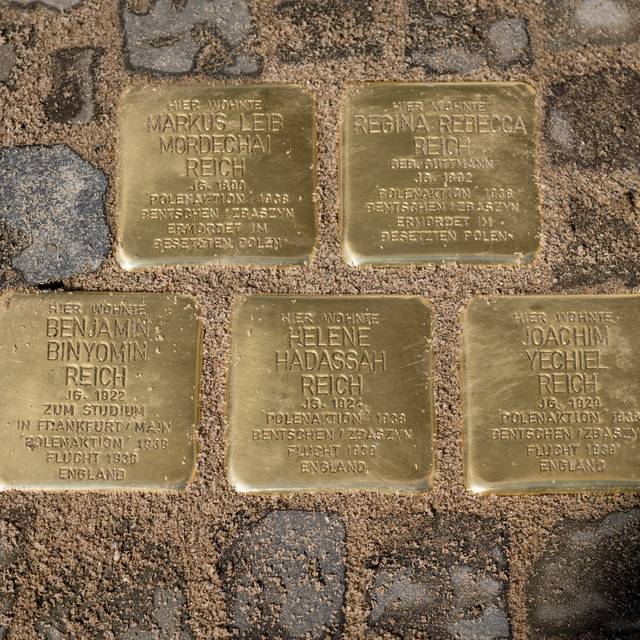 HIER WOHNTE
MARKUS LEIB
MORDECHAI
REICH
JG.
POLENAKTION 1938
BENTSCHEN/ZBASZYN
ERMORDET IM
BESETZTEN POLEN
HIER WOHNTE
REGINA REBECCA
REICH
GEB. GUTTMANN
JG. 1892
POLENAKTION 1938
BENTSCHEN/ZBASZYN
ERMORDET IM
BESETZTEN POLEN
HIER WOHNTE
BENJAMIN
BINYOMIN
REICH
JG. 1922
ZUM STUDIUM
IN FRANKFURT/MAIN
'POLENAKTION' 1938
FLUCHT 1939
ENGLAND
HIER WOHNTE
HELENE
HADASSAH
REICH
JG. 1924
POLENAKTION 1938
BENTSCHEN/ZBASZYN
FLUCHT 1939
ENGLAND
HIER WOHNTE
JOACHIM
YECHIEL
REICH
JG.
POLENAKTION 1938
BENTSCHEN/ZBASZYN
FLUCHT 1939
ENGLAND